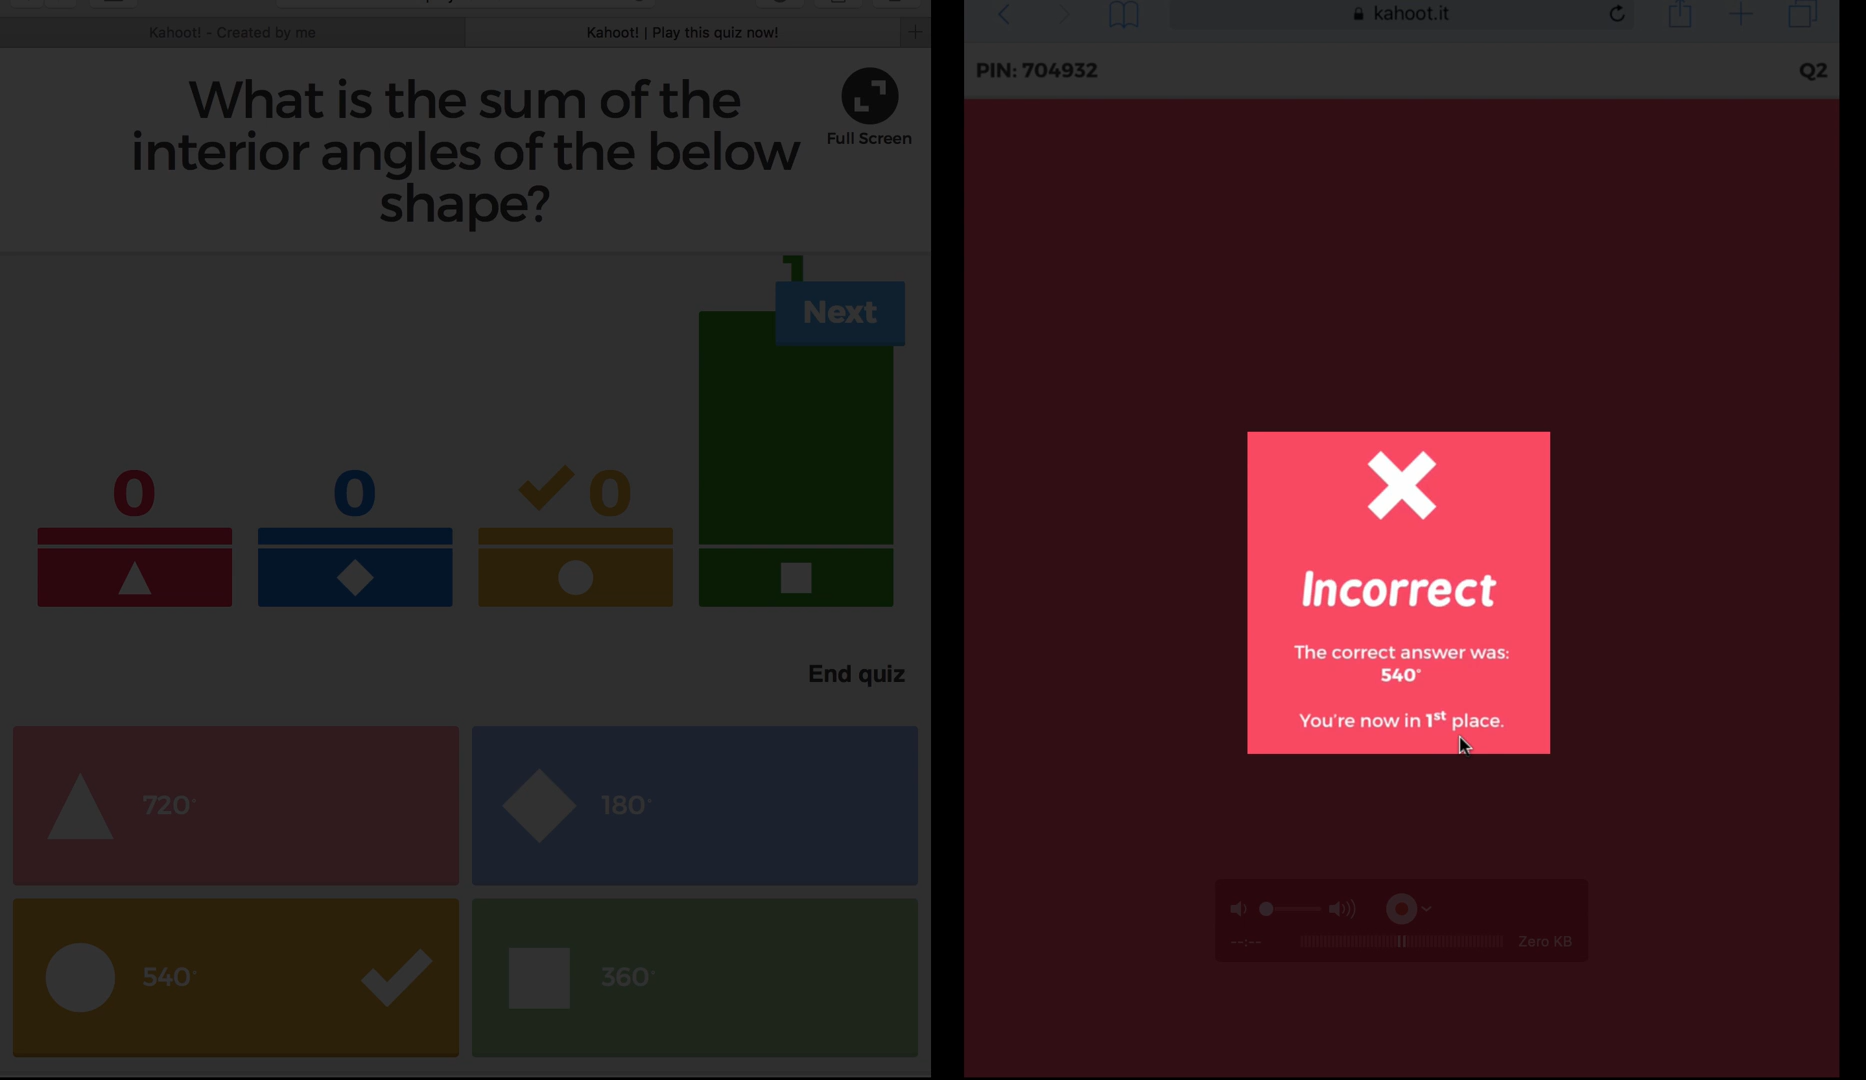 Kahoot! - Created by me
Kahoot! | Play this quiz now!
What is the sum of the
interior angles of the below
shape?
Full Screen
1
Next
0
0
0
End quiz
720°
180°
540°
360°
kahoot.it
PIN: 704932
Q2
Incorrect
The correct answer was:
540°
You're now in 1st place.
--:--
Zero KB